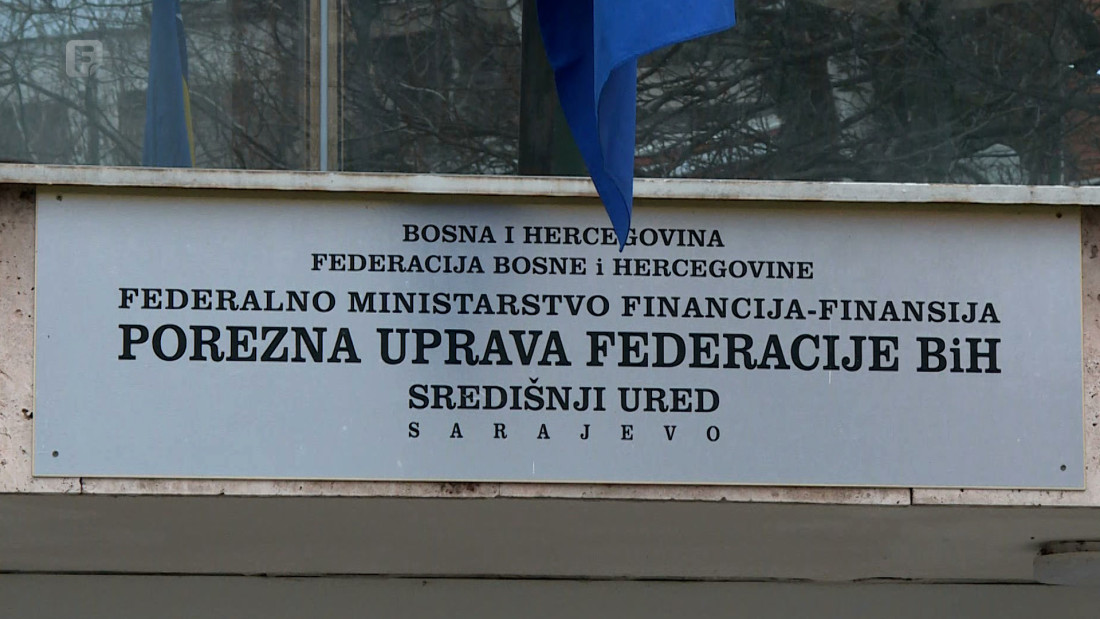 BOSNA I HERCEGOVINA
FEDERACIJA BOSNE i HERCEGOVINE
FEDERALNO MINISTARSTVO FINANCIJA-FINANSIJA
POREZNA UPRAVA FEDERACIJE BiH
SREDIŠNJI URED
SARAJEVO